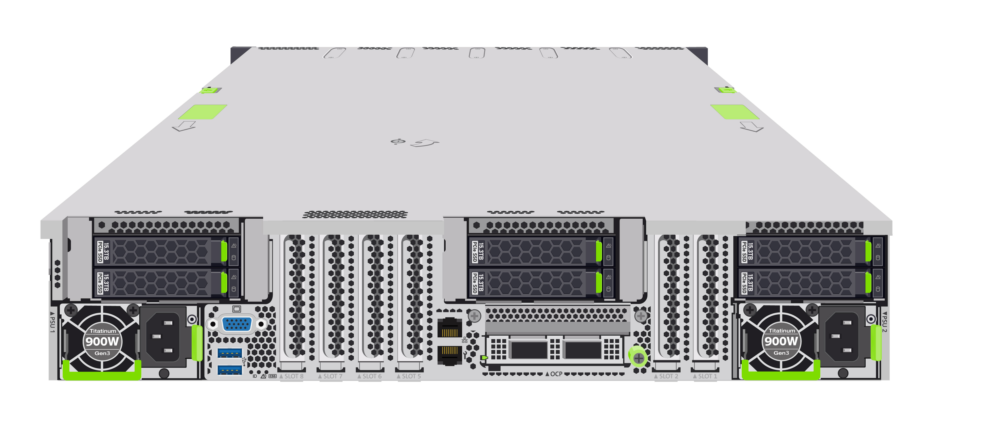 15.3TB
PCIe SSD
15.3TB
PCIe SSD
15.3TB
PCIe SSD
15.3TB
PCIe SSD
15.3TB
PCIe SSD
15.3TB
PCIe SSD
▲PSU 1
Titatinum
900W
Gen3
ID
CSS
▲ SLOT 8
▲ SLOT 7
▲ SLOT 6
▲ SLOT 5
▲OCP
▲ SLOT 2
▲ SLOT 1
Titatinum
900W
Gen3
▲PSU 2